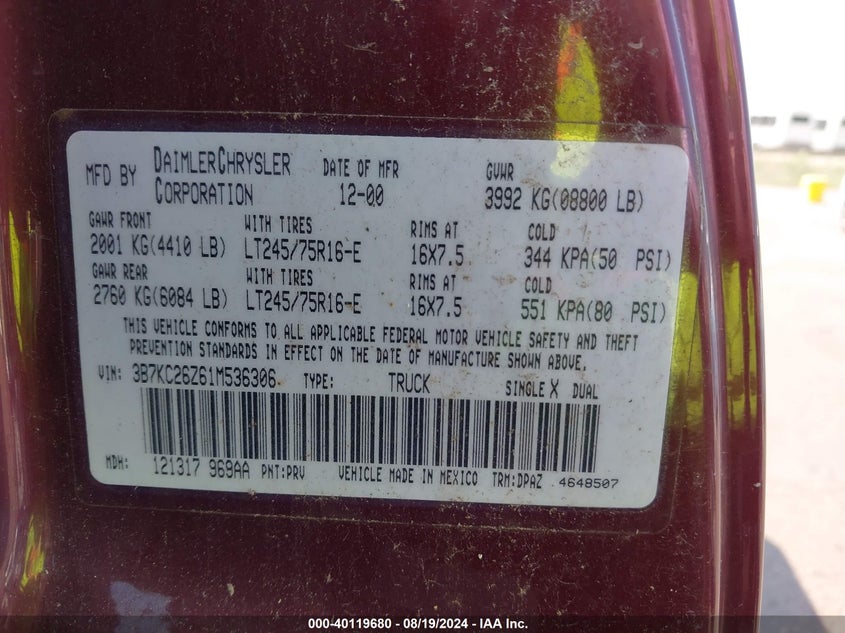 MFD BY DAIMLERCHRYSLER CORPORATION DATE OF MFR 12-00 GVWR 3992 KG(08800 LB)
GAWR FRONT WITH TIRES RIMS AT COLD
2001 KG(4410 LB) LT245/75R16-E 16X7.5 344 KPA(50 PSI)
GAWR REAR WITH TIRES RIMS AT COLD
2760 KG(6084 LB) LT245/75R16-E 16X7.5 551 KPA(80 PSI)
THIS VEHICLE CONFORMS TO ALL APPLICABLE FEDERAL MOTOR VEHICLE SAFETY AND THEFT
PREVENTION STANDARDS IN EFFECT ON THE DATE OF MANUFACTURE SHOWN ABOVE.
VIN: 3B7KC26Z61M536306 TYPE: TRUCK SINGLE X DUAL
MDH: 121317 969AA PNT:PRV VEHICLE MADE IN MEXICO TRM:DPAZ 4648507
000-40119680 - 08/19/2024 - IAA Inc.